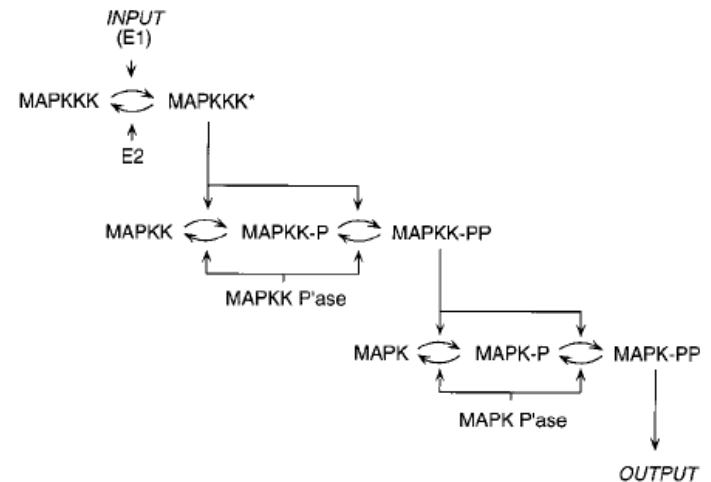 INPUT
(E1)
MAPKKK MAPKKK*
E2
MAPKK MAPKK-P MAPKK-PP
MAPKK P'ase
MAPK MAPK-P MAPK-PP
MAPK P'ase
OUTPUT